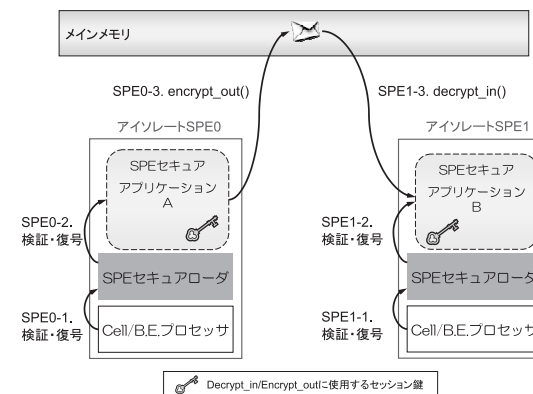 メインメモリ
SPE0-3. encrypt_out()
SPE1-3. decrypt_in()
アイソレートSPE0
アイソレートSPE1
SPEセキュア
アプリケーション
A
SPEセキュア
アプリケーション
B
SPE0-2.
検証・復号
SPE1-2.
検証・復号
SPEセキュアローダ
SPEセキュアローダ
SPE0-1.
検証・復号
SPE1-1.
検証・復号
Cell/B.E.プロセッサ
Cell/B.E.プロセッサ
Decrypt_in/Encrypt_outに使用するセッション鍵